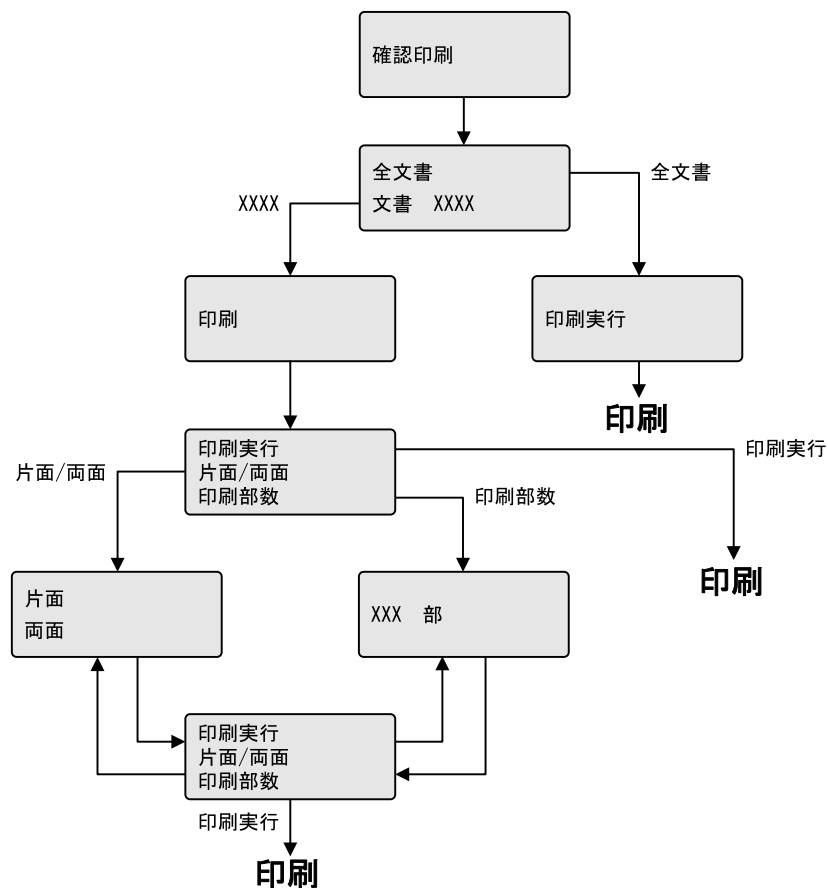 確認印刷
全文書
文書　XXXX
XXXX
全文書
印刷
印刷実行
印刷
印刷実行
片面/両面
印刷部数
片面/両面
印刷部数
印刷実行
印刷
片面
両面
XXX　部
印刷実行
片面/両面
印刷部数
印刷実行
印刷